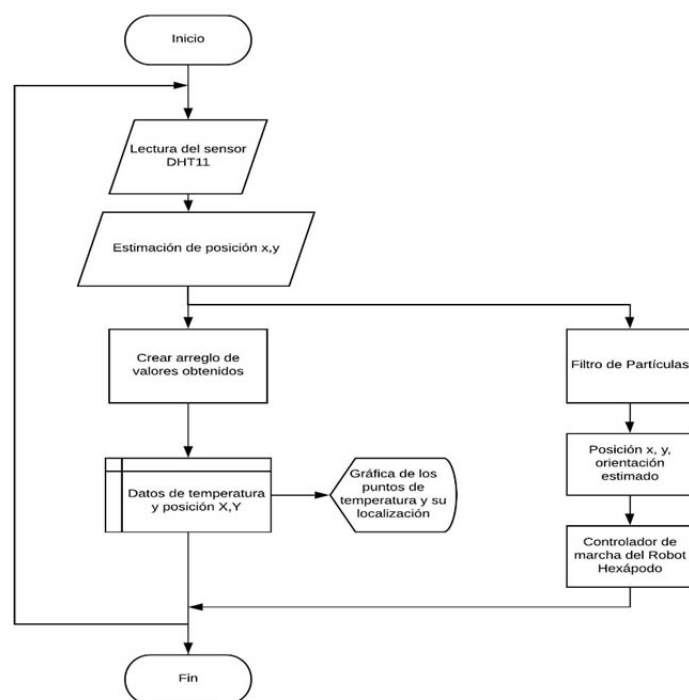 Inicio
Lectura del sensor
DHT11
Estimación de posición x,y
Crear arreglo de
valores obtenidos
Filtro de Partículas
Datos de temperatura
y posición X,Y
Gráfica de los
puntos de
temperatura y su
localización
Posición x, y,
orientación
estimado
Controlador de
marcha del Robot
Hexápodo
Fin